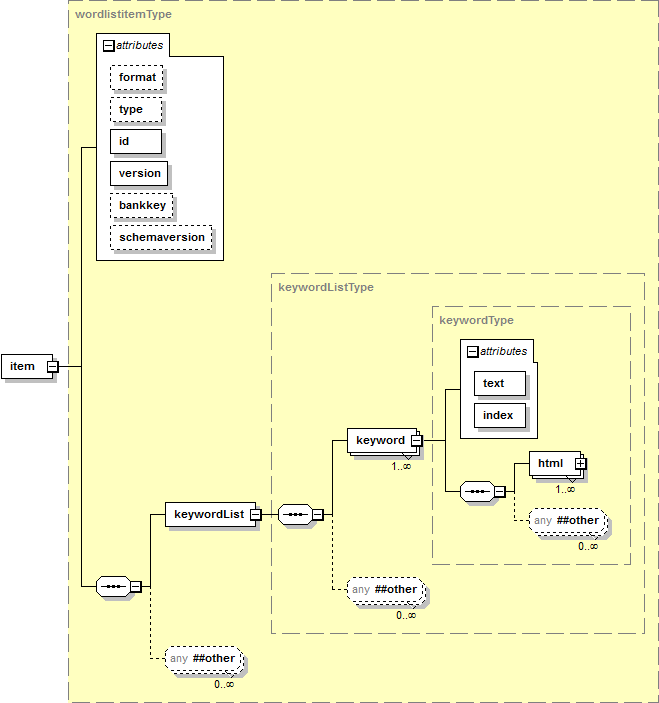 wordlistitemType
attributes
format
type
id
version
bankkey
schemaversion
keywordListType
keywordType
attributes
item
text
index
keyword
1..∞
html
1..∞
keywordList
any ##other
0..∞
any ##other
0..∞
any ##other
0..∞